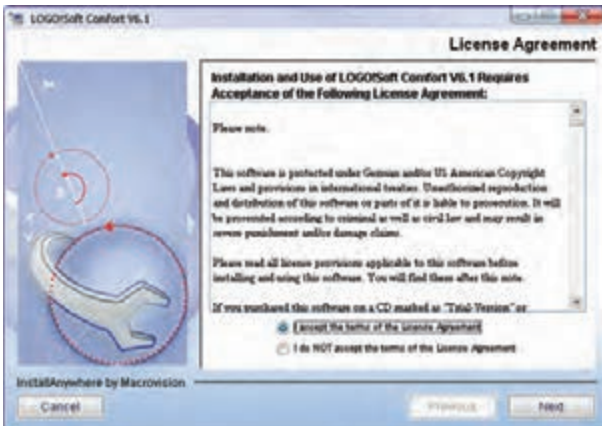 LOGO!Soft Comfort V6.1
License Agreement
Installation and Use of LOGO!Soft Comfort V6.1 Requires
Acceptance of the Following License Agreement:
Please note.
This software is protected under German and/or US American Copyright
Laws and provisions in international treaties. Unauthorized reproduction
and distribution of this software or parts of it is liable to prosecution. It will
be prosecuted according to criminal as well as civil law and may result in
severe punishment and/or damage claims.
Please read all license provisions applicable to this software before
installing and using this software. You will find them after this note.
If you purchased this software on a CD marked as "Trial-Version" or
I accept the terms of the License Agreement
I do NOT accept the terms of the License Agreement
InstallAnywhere by Macrovision
Cancel
Previous
Next